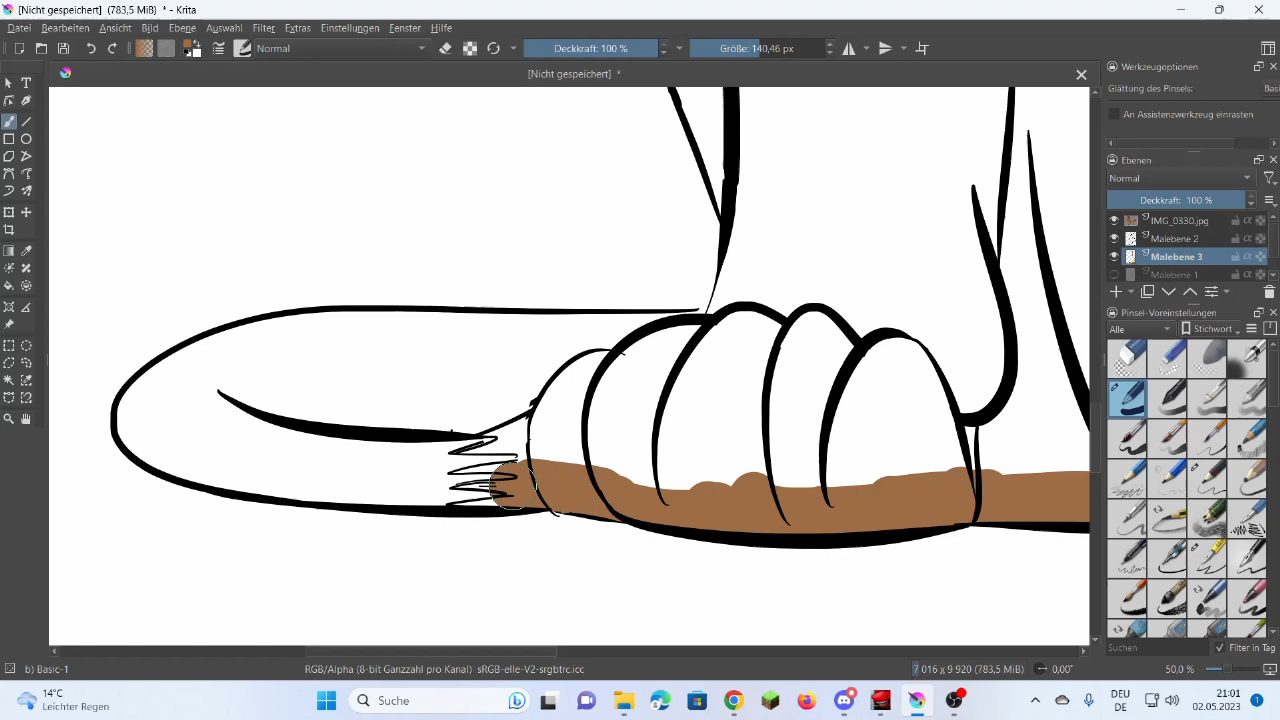 [Nicht gespeichert] (783,5 MiB) * - Krita
Datei Bearbeiten Ansicht Bild Ebene Auswahl Filter Extras Einstellungen Fenster Hilfe
Normal Deckkraft: 100 % Größe: 140,46 px
[Nicht gespeichert] *
Werkzeugoptionen
Glättung des Pinsels: Basi
An Assistenzwerkzeug einrasten
Ebenen
Normal
Deckkraft: 100 %
IMG_0330.jpg
Malebene 2
Malebene 3
Malebene 1
Pinsel-Voreinstellungen
Alle Stichwort
Suchen Filter in Tag
b) Basic-1 RGB/Alpha (8-bit Ganzzahl pro Kanal) sRGB-elle-V2-srgbtrc.icc 7 016 x 9 920 (783,5 MiB) 0,00° 50,0 %
14°C
Leichter Regen
Suche
DEU
DE
21:01
02.05.2023
1